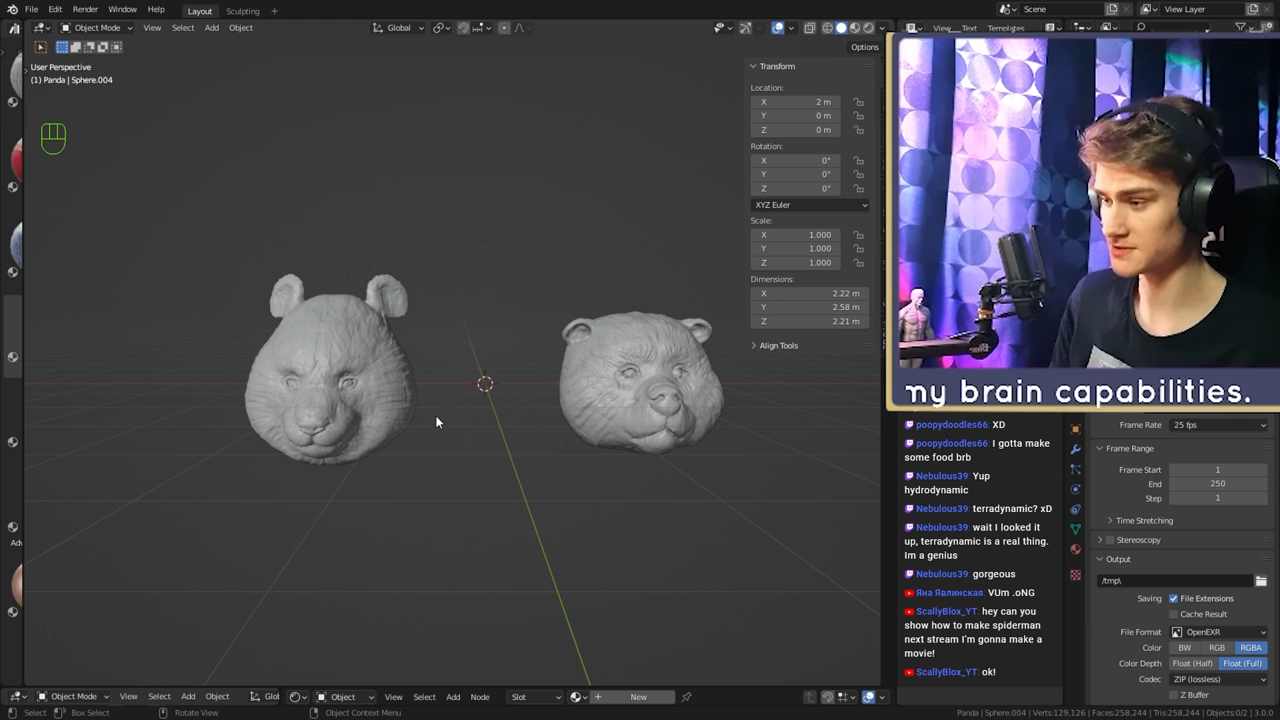 File Edit Render Window Help Layout Sculpting
Scene View Layer
Object Mode View Select Add Object Global
View Text Templates
Options
User Perspective
(1) Panda | Sphere.004
Transform
Location:
X 2 m
Y 0 m
Z 0 m
Rotation:
X 0°
Y 0°
Z 0°
XYZ Euler
Scale:
X 1.000
Y 1.000
Z 1.000
Dimensions:
X 2.22 m
Y 2.58 m
Z 2.21 m
Align Tools
my brain capabilities.
poopydoodles66: XD
poopydoodles66: I gotta make
some food brb
Nebulous39: Yup
hydrodynamic
Nebulous39: terradynamic? xD
Nebulous39: wait I looked it
up, terradynamic is a real thing.
Im a genius
Nebulous39: gorgeous
Яна Явлинская: VUm .oNG
ScallyBlox_YT: hey can you
show how to make spiderman
next stream I'm gonna make a
movie!
ScallyBlox_YT: ok!
Frame Rate 25 fps
Frame Range
Frame Start 1
End 250
Step 1
Time Stretching
Stereoscopy
Output
/tmp\
Saving File Extensions
Cache Result
File Format OpenEXR
Color BW RGB RGBA
Color Depth Float (Half) Float (Full)
Codec ZIP (lossless)
Z Buffer
Adv
Object Mode View Select Add Object Glol Object View Select Add Node Slot New
Select Box Select Rotate View Object Context Menu
Panda | Sphere.004 | Verts:129,126 | Faces:258,244 | Tris:258,244 | Objects:0/2 | 3.0.0